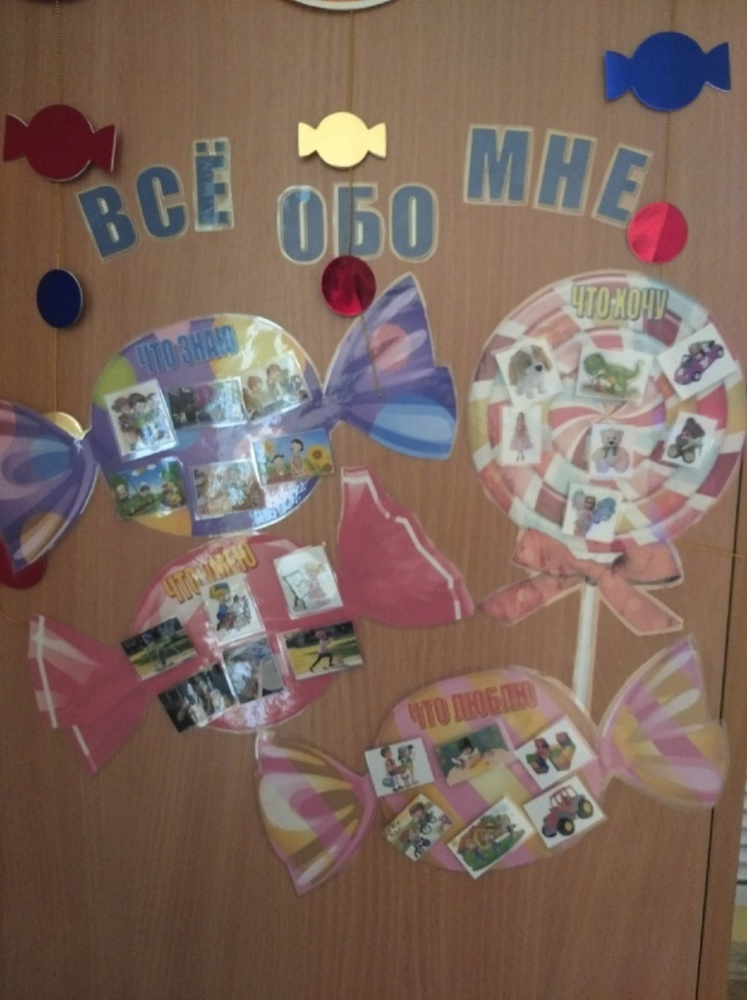 ВСЁ ОБО МНЕ
ЧТО ЗНАЮ
ЧТО ХОЧУ
ЧТО УМЕЮ
ЧТО ЛЮБЛЮ